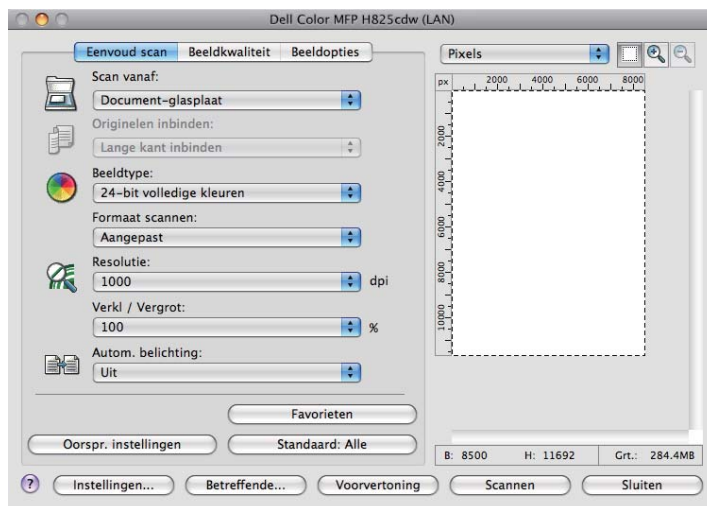 Dell Color MFP H825cdw (LAN)
Eenvoud scan Beeldkwaliteit Beeldopties
Scan vanaf:
Document-glasplaat
Originelen inbinden:
Lange kant inbinden
Beeldtype:
24-bit volledige kleuren
Formaat scannen:
Aangepast
Resolutie:
1000 dpi
Verkl / Vergrot:
100 %
Autom. belichting:
Uit
Favorieten
Oorspr. instellingen Standaard: Alle
Pixels
px 2000 4000 6000 8000
2000
4000
6000
8000
10000
B: 8500 H: 11692 Grt.: 284.4MB
? Instellingen... Betreffende... Voorvertoning Scannen Sluiten